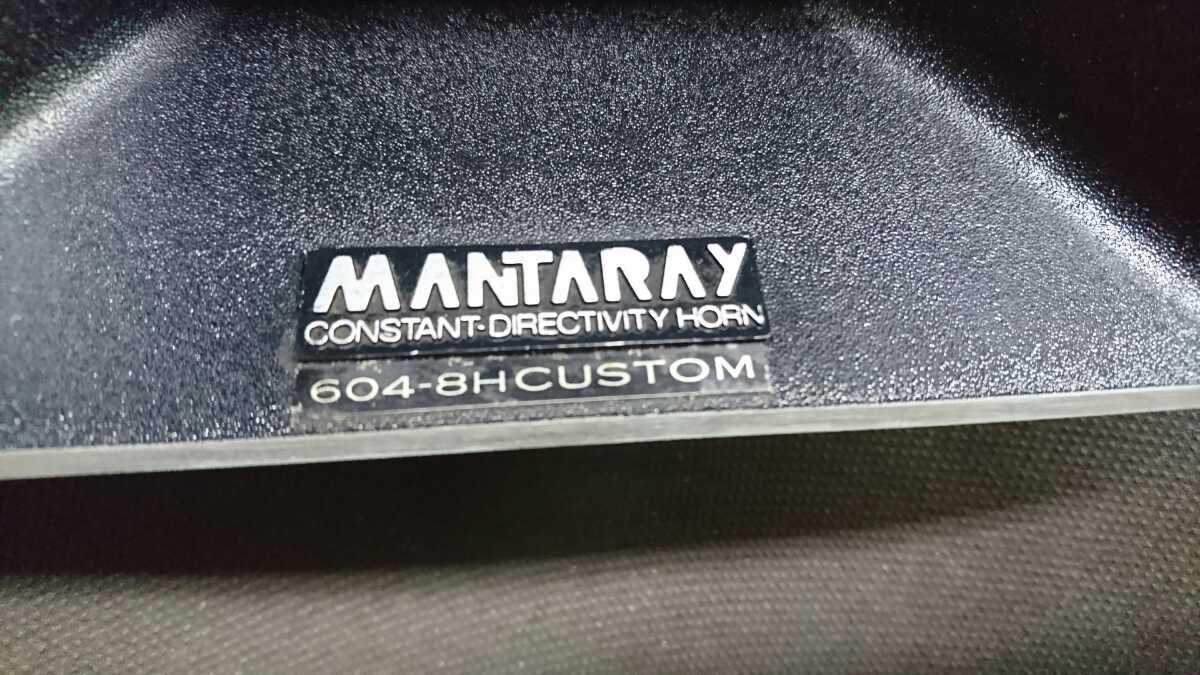 MANTARAY
CONSTANT-DIRECTIVITY HORN
604-8HCUSTOM